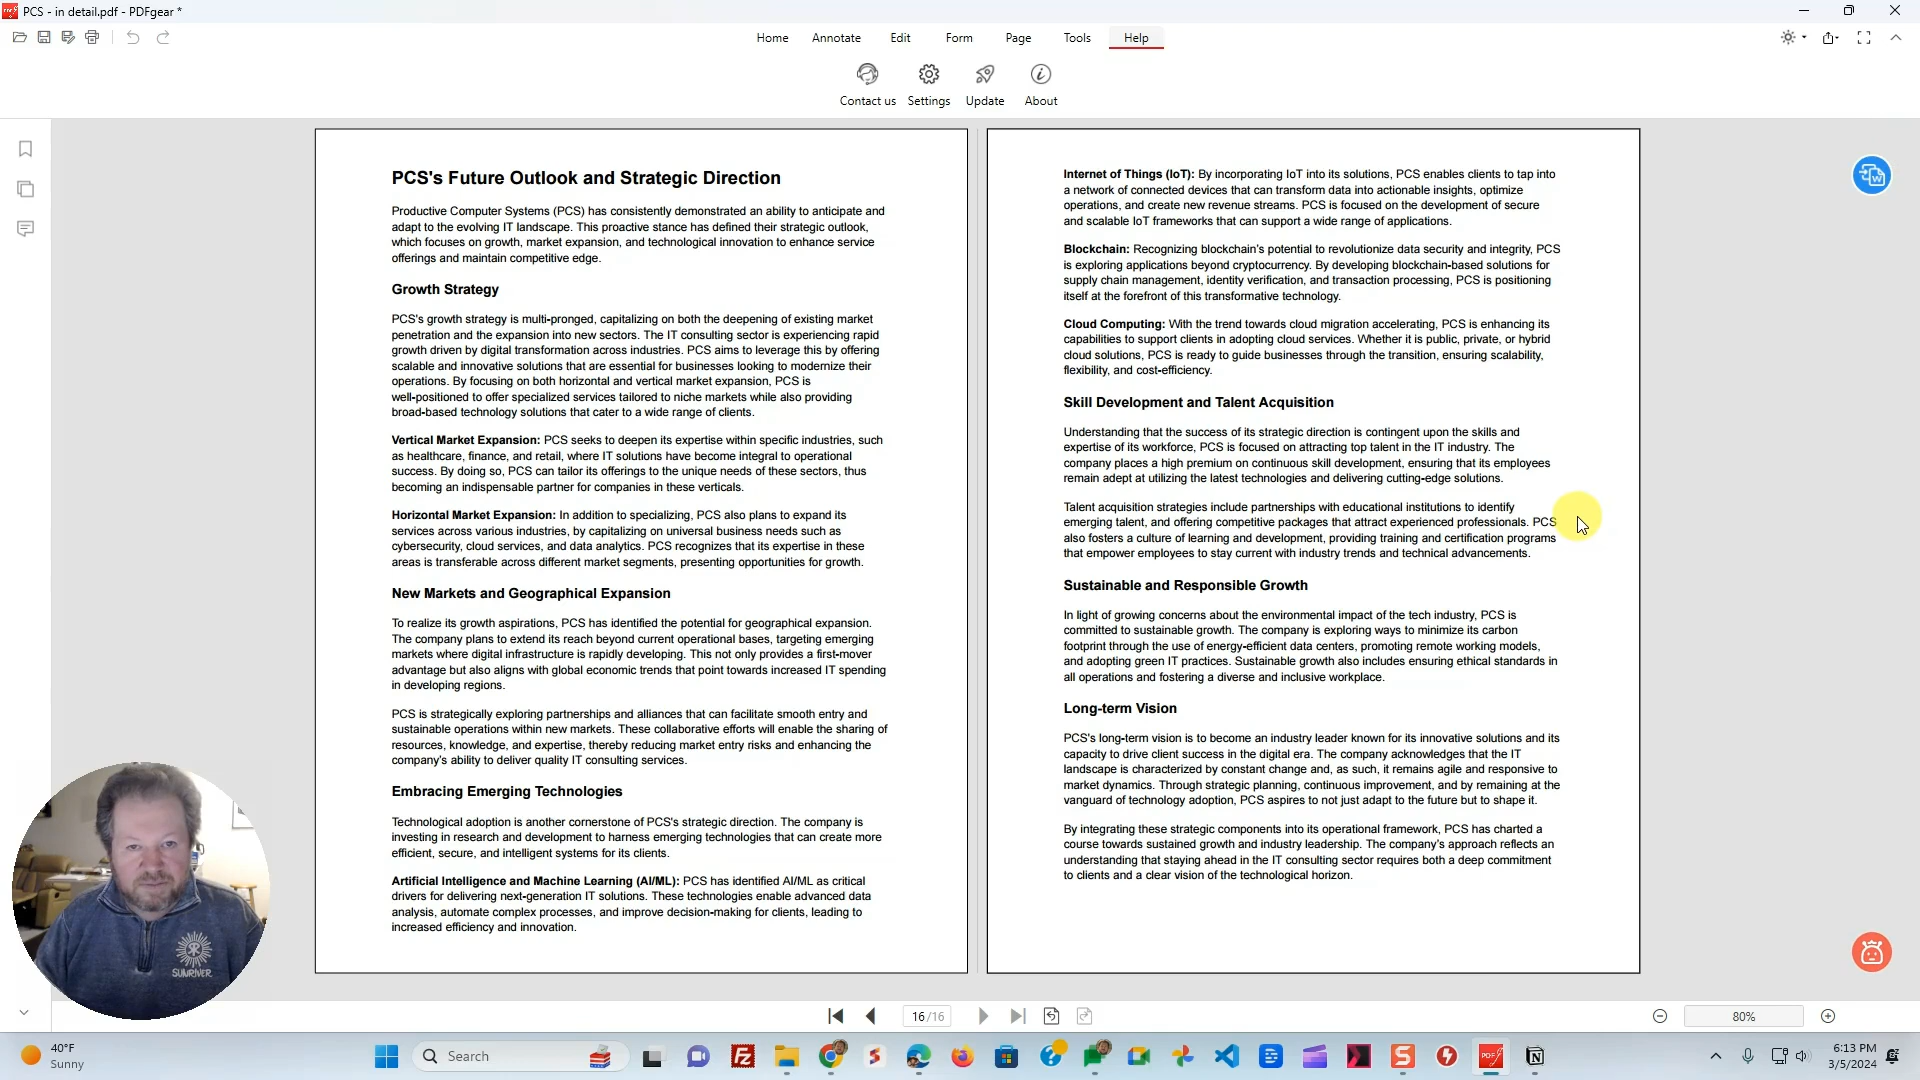 PCS - in detail.pdf - PDFgear *
Home Annotate Edit Form Page Tools Help
Contact us Settings Update About
PCS's Future Outlook and Strategic Direction
Productive Computer Systems (PCS) has consistently demonstrated an ability to anticipate and
adapt to the evolving IT landscape. This proactive stance has defined their strategic outlook,
which focuses on growth, market expansion, and technological innovation to enhance service
offerings and maintain competitive edge.
Growth Strategy
PCS's growth strategy is multi-pronged, capitalizing on both the deepening of existing market
penetration and the expansion into new sectors. The IT consulting sector is experiencing rapid
growth driven by digital transformation across industries. PCS aims to leverage this by offering
scalable and innovative solutions that are essential for businesses looking to modernize their
operations. By focusing on both horizontal and vertical market expansion, PCS is
well-positioned to offer specialized services tailored to niche markets while also providing
broad-based technology solutions that cater to a wide range of clients.
Vertical Market Expansion: PCS seeks to deepen its expertise within specific industries, such
as healthcare, finance, and retail, where IT solutions have become integral to operational
success. By doing so, PCS can tailor its offerings to the unique needs of these sectors, thus
becoming an indispensable partner for companies in these verticals.
Horizontal Market Expansion: In addition to specializing, PCS also plans to expand its
services across various industries, by capitalizing on universal business needs such as
cybersecurity, cloud services, and data analytics. PCS recognizes that its expertise in these
areas is transferable across different market segments, presenting opportunities for growth.
New Markets and Geographical Expansion
To realize its growth aspirations, PCS has identified the potential for geographical expansion.
The company plans to extend its reach beyond current operational bases, targeting emerging
markets where digital infrastructure is rapidly developing. This not only provides a first-mover
advantage but also aligns with global economic trends that point towards increased IT spending
in developing regions.
PCS is strategically exploring partnerships and alliances that can facilitate smooth entry and
sustainable operations within new markets. These collaborative efforts will enable the sharing of
resources, knowledge, and expertise, thereby reducing market entry risks and enhancing the
company's ability to deliver quality IT consulting services.
Embracing Emerging Technologies
Technological adoption is another cornerstone of PCS's strategic direction. The company is
investing in research and development to harness emerging technologies that can create more
efficient, secure, and intelligent systems for its clients.
Artificial Intelligence and Machine Learning (AI/ML): PCS has identified AI/ML as critical
drivers for delivering next-generation IT solutions. These technologies enable advanced data
analysis, automate complex processes, and improve decision-making for clients, leading to
increased efficiency and innovation.
Internet of Things (IoT): By incorporating IoT into its solutions, PCS enables clients to tap into
a network of connected devices that can transform data into actionable insights, optimize
operations, and create new revenue streams. PCS is focused on the development of secure
and scalable IoT frameworks that can support a wide range of applications.
Blockchain: Recognizing blockchain's potential to revolutionize data security and integrity, PCS
is exploring applications beyond cryptocurrency. By developing blockchain-based solutions for
supply chain management, identity verification, and transaction processing, PCS is positioning
itself at the forefront of this transformative technology.
Cloud Computing: With the trend towards cloud migration accelerating, PCS is enhancing its
capabilities to support clients in adopting cloud services. Whether it is public, private, or hybrid
cloud solutions, PCS is ready to guide businesses through the transition, ensuring scalability,
flexibility, and cost-efficiency.
Skill Development and Talent Acquisition
Understanding that the success of its strategic direction is contingent upon the skills and
expertise of its workforce, PCS is focused on attracting top talent in the IT industry. The
company places a high premium on continuous skill development, ensuring that its employees
remain adept at utilizing the latest technologies and delivering cutting-edge solutions.
Talent acquisition strategies include partnerships with educational institutions to identify
emerging talent, and offering competitive packages that attract experienced professionals. PCS
also fosters a culture of learning and development, providing training and certification programs
that empower employees to stay current with industry trends and technical advancements.
Sustainable and Responsible Growth
In light of growing concerns about the environmental impact of the tech industry, PCS is
committed to sustainable growth. The company is exploring ways to minimize its carbon
footprint through the use of energy-efficient data centers, promoting remote working models,
and adopting green IT practices. Sustainable growth also includes ensuring ethical standards in
all operations and fostering a diverse and inclusive workplace.
Long-term Vision
PCS's long-term vision is to become an industry leader known for its innovative solutions and its
capacity to drive client success in the digital era. The company acknowledges that the IT
landscape is characterized by constant change and, as such, it remains agile and responsive to
market dynamics. Through strategic planning, continuous improvement, and by remaining at the
vanguard of technology adoption, PCS aspires to not just adapt to the future but to shape it.
By integrating these strategic components into its operational framework, PCS has charted a
course towards sustained growth and industry leadership. The company's approach reflects an
understanding that staying ahead in the IT consulting sector requires both a deep commitment
to clients and a clear vision of the technological horizon.
SUNRIVER
16 /16
80%
40°F
Sunny
Search
PDF
6:13 PM
3/5/2024